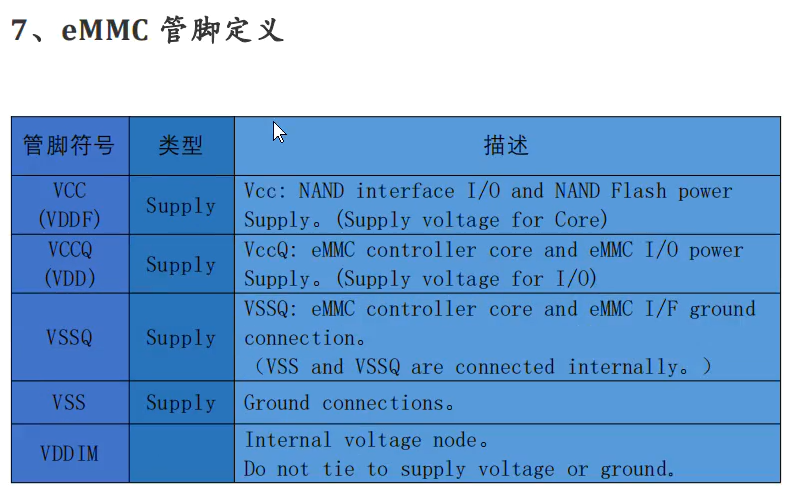 7、eMMC 管脚定义
管脚符号 类型 描述
VCC
(VDDF)
Supply
Vcc: NAND interface I/O and NAND Flash power
Supply。(Supply voltage for Core)
VCCQ
(VDD)
Supply
VccQ: eMMC controller core and eMMC I/O power
Supply。(Supply voltage for I/O)
VSSQ
Supply
VSSQ: eMMC controller core and eMMC I/F ground
connection。
（VSS and VSSQ are connected internally。）
VSS Supply Ground connections。
VDDIM
Internal voltage node。
Do not tie to supply voltage or ground.